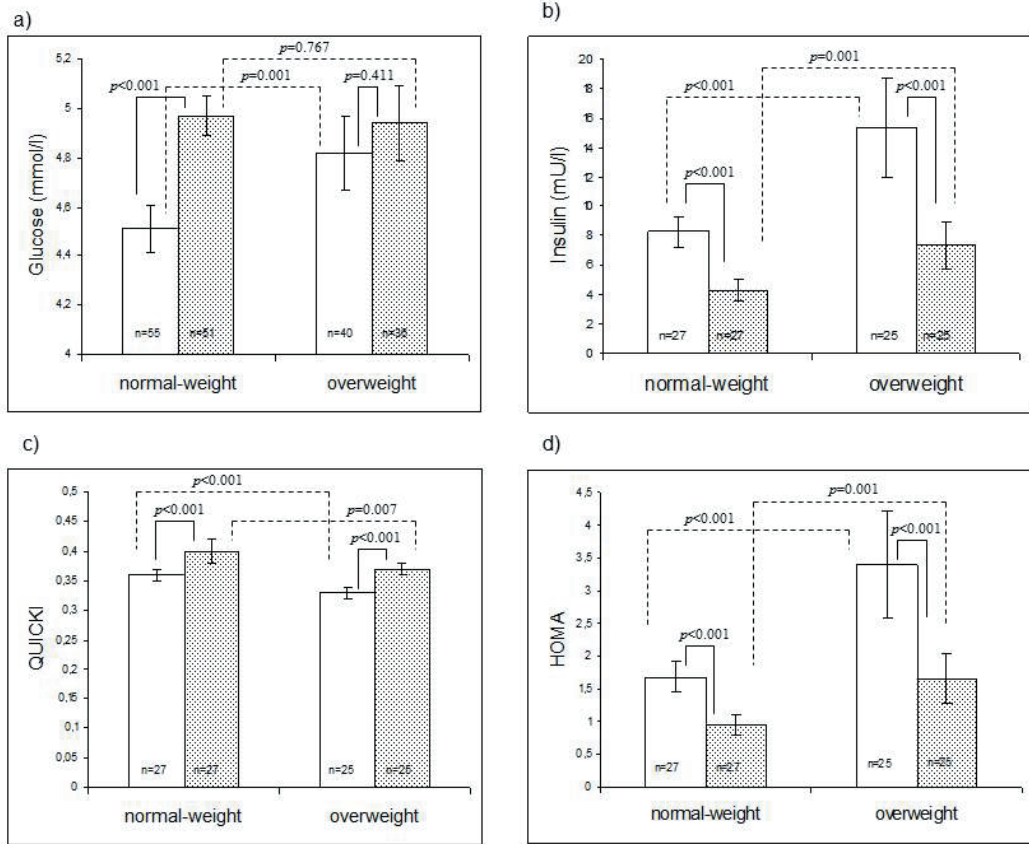 a)
p=0.767
p<0.001
p=0.001
p=0.411
Glucose (mmol/l)
5,2
5
4,8
4,6
4,4
4,2
4
n=55
n=51
n=40
n=36
normal-weight
overweight
b)
p=0.001
p<0.001
p<0.001
p<0.001
Insulin (mU/l)
20
18
16
14
12
10
8
6
4
2
0
n=27
n=27
n=25
n=25
normal-weight
overweight
c)
p<0.001
p<0.001
p=0.007
p<0.001
QUICKI
0,5
0,45
0,4
0,35
0,3
0,25
0,2
0,15
0,1
0,05
0
n=27
n=27
n=25
n=25
normal-weight
overweight
d)
p=0.001
p<0.001
p<0.001
p<0.001
HOMA
4,5
4
3,5
3
2,5
2
1,5
1
0,5
0
n=27
n=27
n=25
n=25
normal-weight
overweight